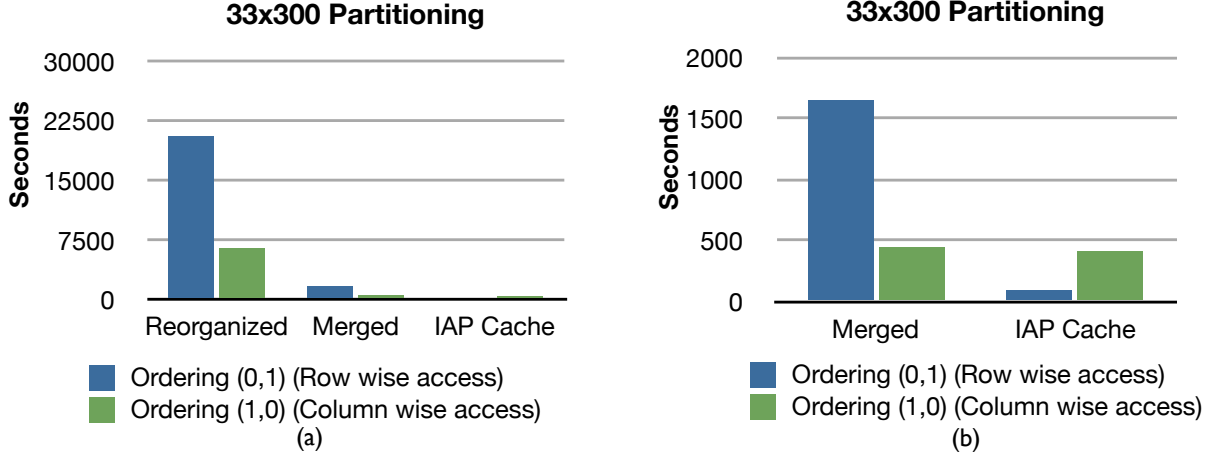 33x300 Partitioning
30000
22500
15000
7500
0
Seconds
Reorganized Merged IAP Cache
Ordering (0,1) (Row wise access)
Ordering (1,0) (Column wise access)
(a)
33x300 Partitioning
2000
1500
1000
500
0
Seconds
Merged IAP Cache
Ordering (0,1) (Row wise access)
Ordering (1,0) (Column wise access)
(b)